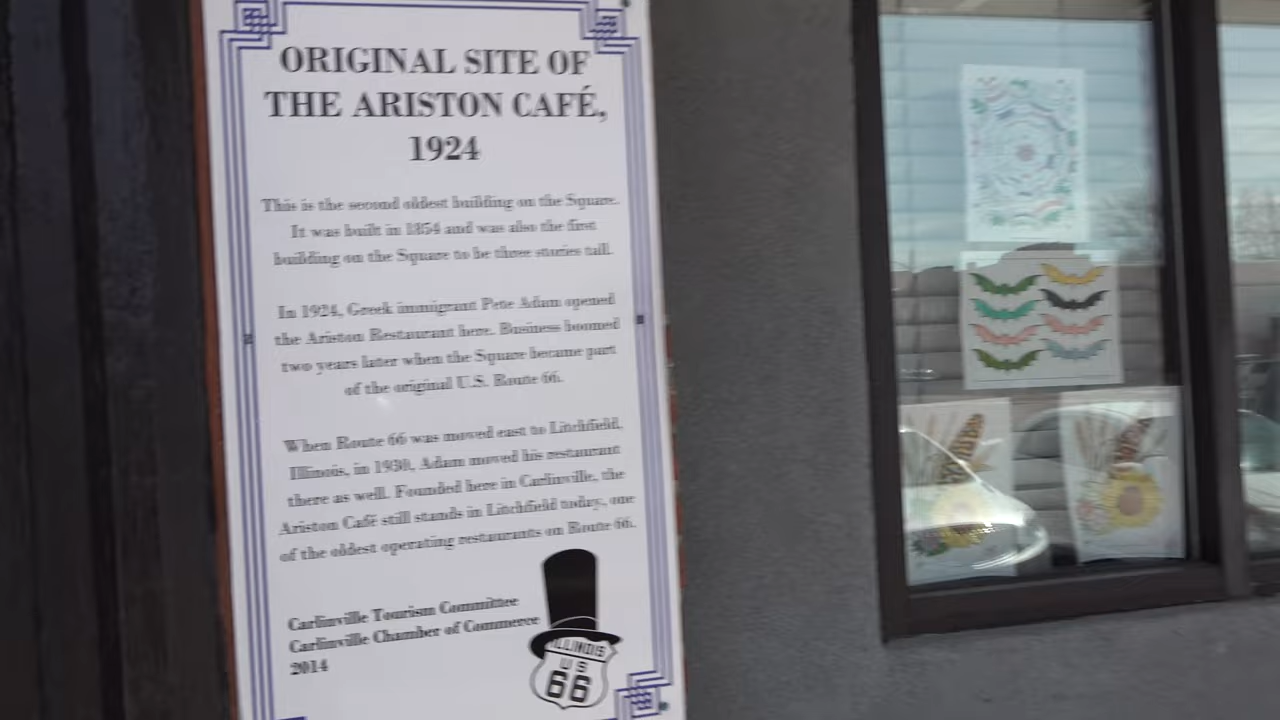 ORIGINAL SITE OF
THE ARISTON CAFÉ,
1924
This is the second oldest building on the Square.
It was built in 1854 and was also the first
building on the Square to be three stories tall.
In 1924, Greek immigrant Pete Adam opened
the Ariston Restaurant here. Business boomed
two years later when the Square became part
of the original U.S. Route 66.
When Route 66 was moved east to Litchfield,
Illinois, in 1930, Adam moved his restaurant
there as well. Founded here in Carlinville, the
Ariston Café still stands in Litchfield today, one
of the oldest operating restaurants on Route 66.
Carlinville Tourism Committee
Carlinville Chamber of Commerce
2014
ILLINOIS
US
66